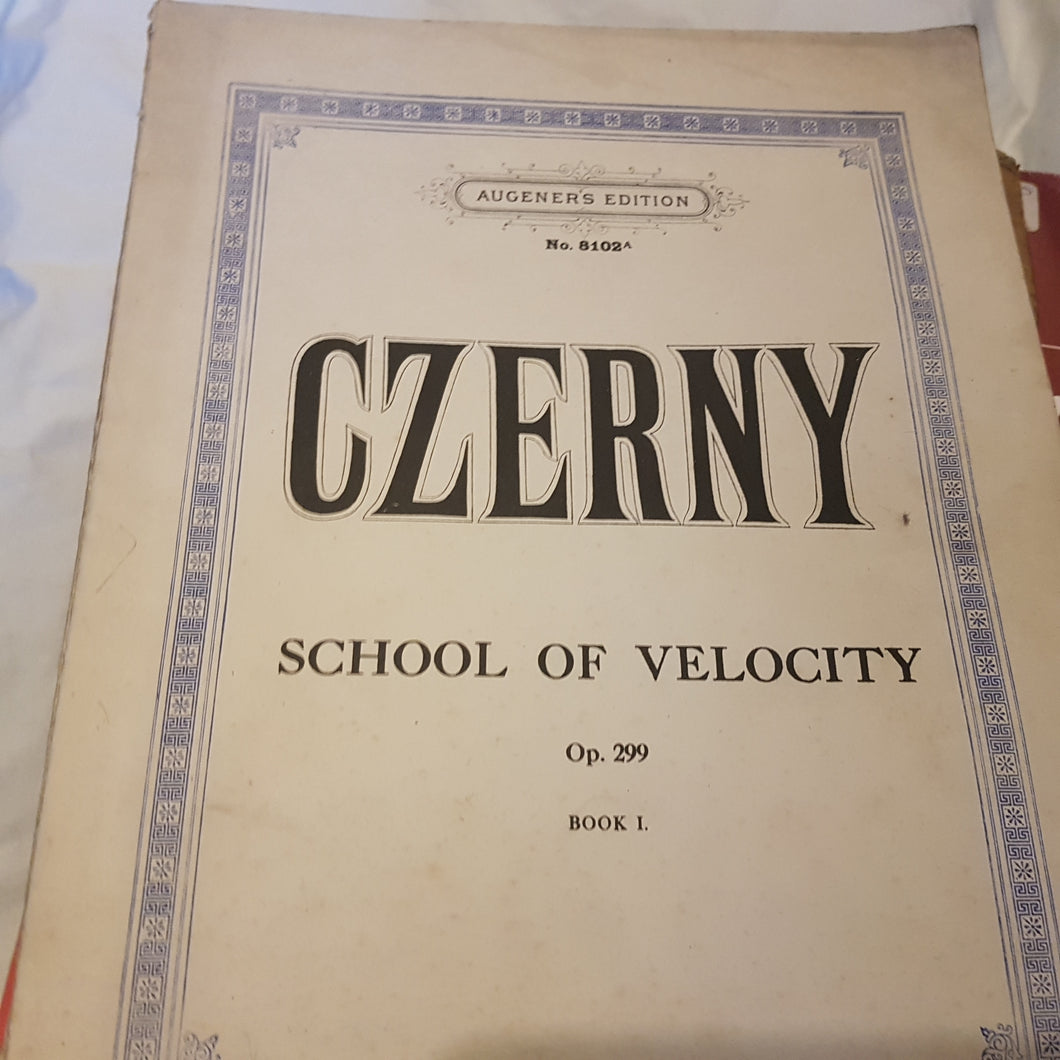 AUGENER'S EDITION
No. 8102A
CZERNY
SCHOOL OF VELOCITY
Op. 299
BOOK I.